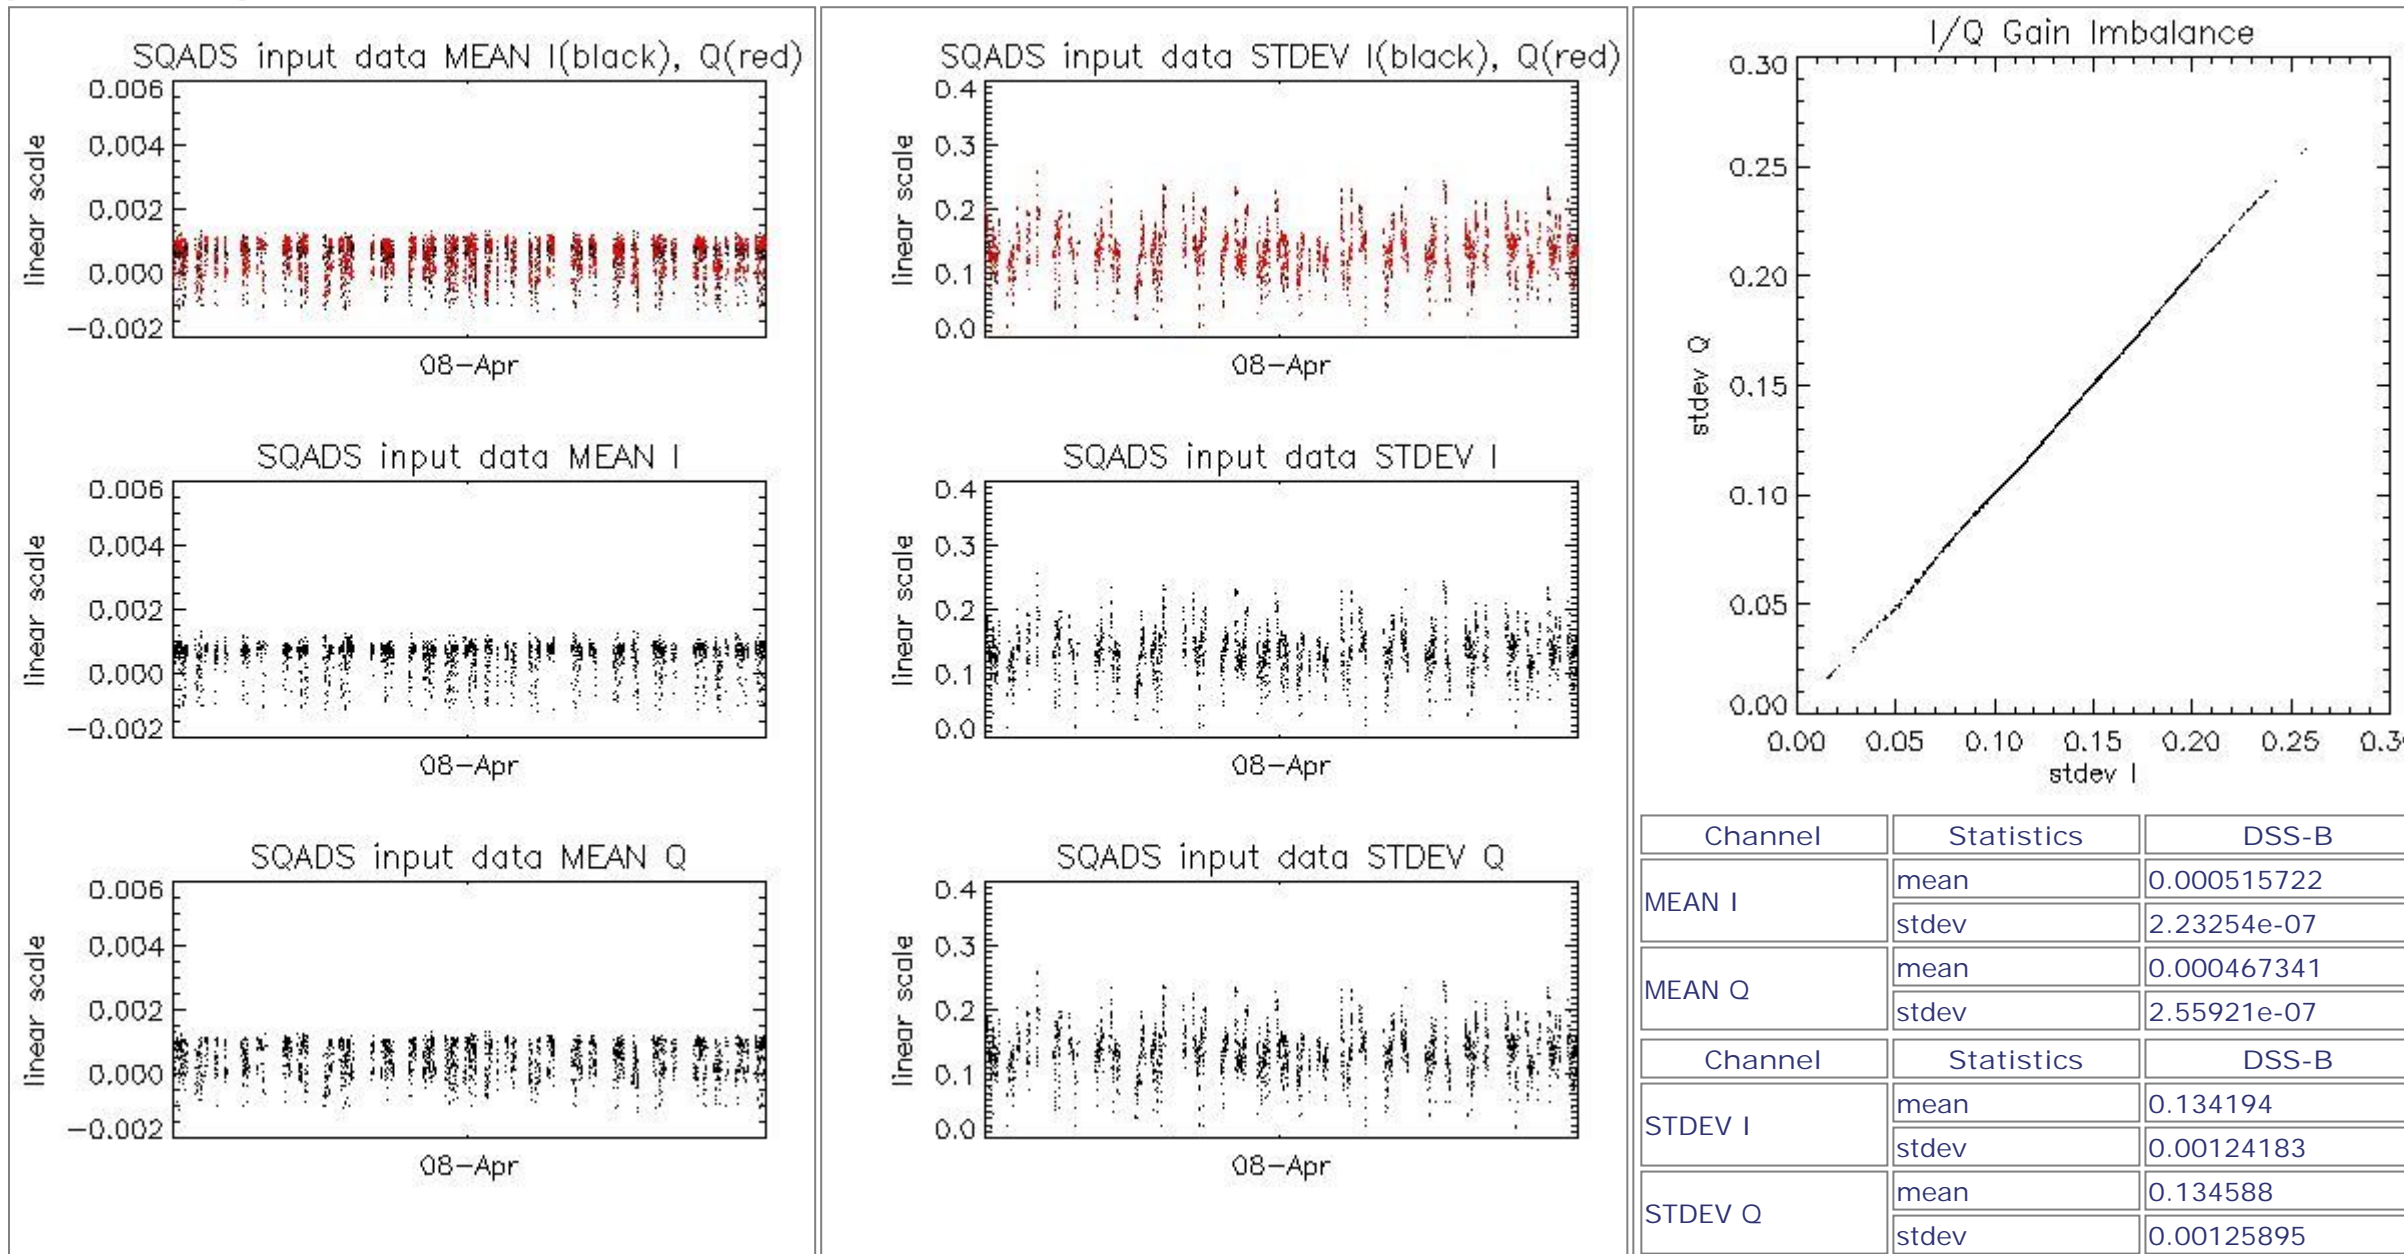 SQADS input data MEAN I(black), Q(red)
linear scale
0.006
0.004
0.002
0.000
−0.002
08−Apr
SQADS input data MEAN I
linear scale
0.006
0.004
0.002
0.000
−0.002
08−Apr
SQADS input data MEAN Q
linear scale
0.006
0.004
0.002
0.000
−0.002
08−Apr
SQADS input data STDEV I(black), Q(red)
linear scale
0.4
0.3
0.2
0.1
0.0
08−Apr
SQADS input data STDEV I
linear scale
0.4
0.3
0.2
0.1
0.0
08−Apr
SQADS input data STDEV Q
linear scale
0.4
0.3
0.2
0.1
0.0
08−Apr
I/Q Gain Imbalance
stdev Q
0.30
0.25
0.20
0.15
0.10
0.05
0.00
0.00 0.05 0.10 0.15 0.20 0.25
stdev I
Channel Statistics DSS-B
MEAN I mean 0.000515722
stdev 2.23254e-07
MEAN Q mean 0.000467341
stdev 2.55921e-07
Channel Statistics DSS-B
STDEV I mean 0.134194
stdev 0.00124183
STDEV Q mean 0.134588
stdev 0.00125895